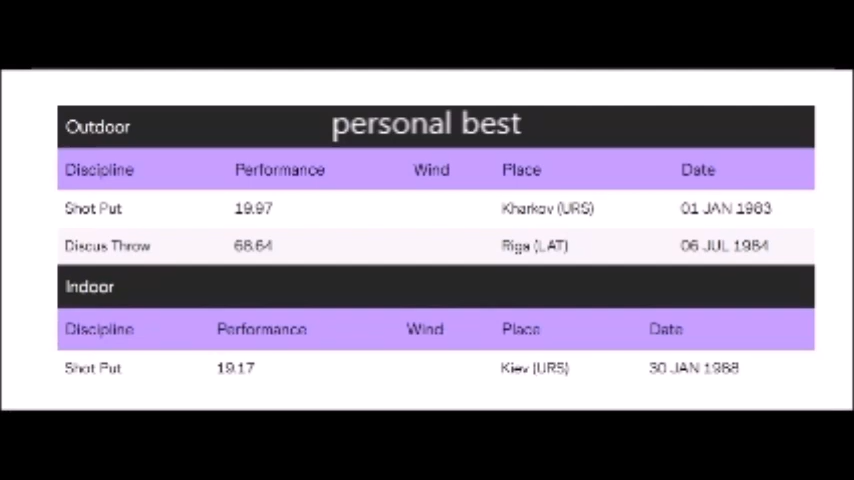 Outdoor personal best
Discipline Performance Wind Place Date
Shot Put 19.97 Kharkov (URS) 01 JAN 1983
Discus Throw 68.64 Riga (LAT) 06 JUL 1984
Indoor
Discipline Performance Wind Place Date
Shot Put 19.17 Kiev (URS) 30 JAN 1988